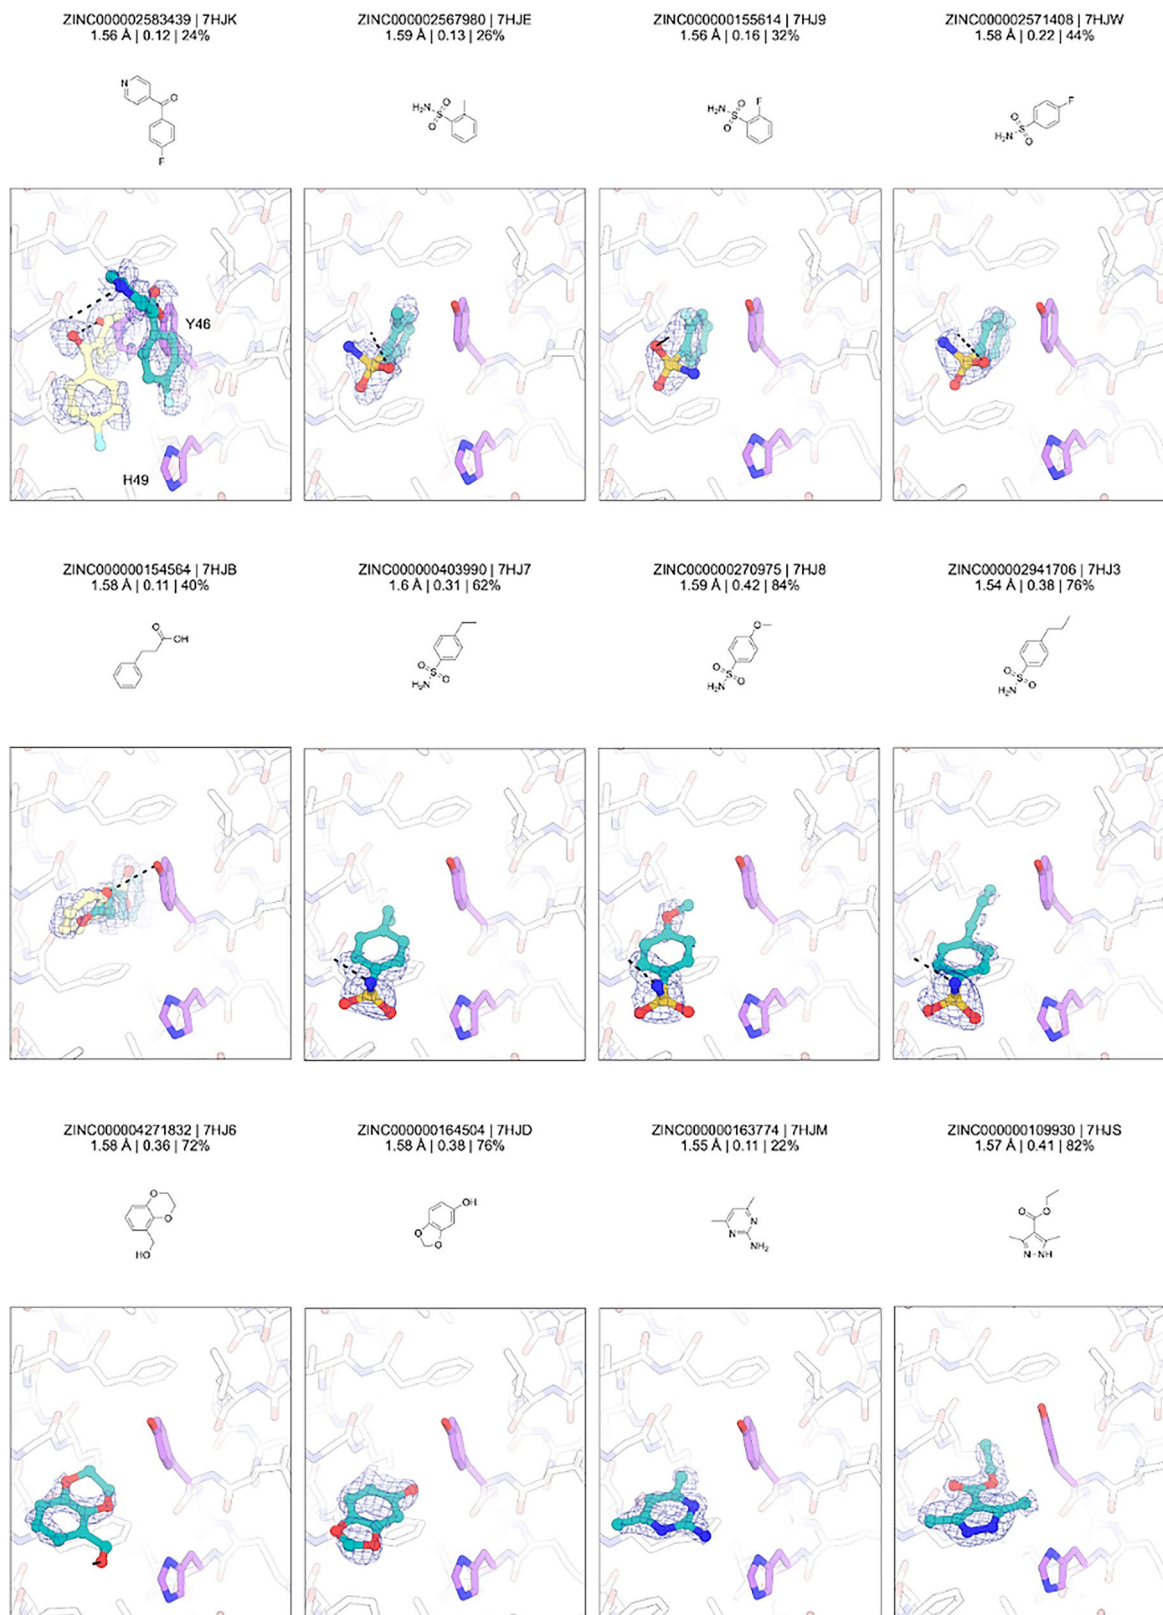 ZINC000002583439 | 7HJK
1.56 Å | 0.12 | 24%
ZINC000002567980 | 7HJE
1.59 Å | 0.13 | 26%
ZINC000000155614 | 7HJ9
1.56 Å | 0.16 | 32%
ZINC000002571408 | 7HJW
1.58 Å | 0.22 | 44%
N
O
F
H₂N
O
S
O
H₂N
O
F
S
O
F
O
S
H₂N
O
Y46
H49
ZINC000000154564 | 7HJB
1.58 Å | 0.11 | 40%
ZINC000000403990 | 7HJ7
1.6 Å | 0.31 | 62%
ZINC000000270975 | 7HJ8
1.59 Å | 0.42 | 84%
ZINC000002941706 | 7HJ3
1.54 Å | 0.38 | 76%
O
OH
O
S
O
H₂N
O
O
S
O
H₂N
O
S
O
H₂N
ZINC000004271832 | 7HJ6
1.58 Å | 0.36 | 72%
ZINC000000164504 | 7HJD
1.58 Å | 0.38 | 76%
ZINC000000163774 | 7HJM
1.55 Å | 0.11 | 22%
ZINC000000109930 | 7HJS
1.57 Å | 0.41 | 82%
O
O
HO
OH
O
O
N
N
NH₂
O
O
N
NH